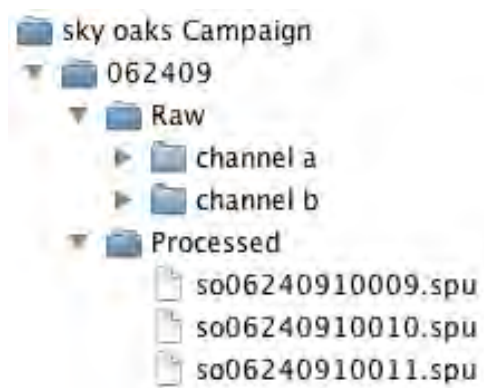 sky oaks Campaign
062409
Raw
channel a
channel b
Processed
so06240910009.spu
so06240910010.spu
so06240910011.spu